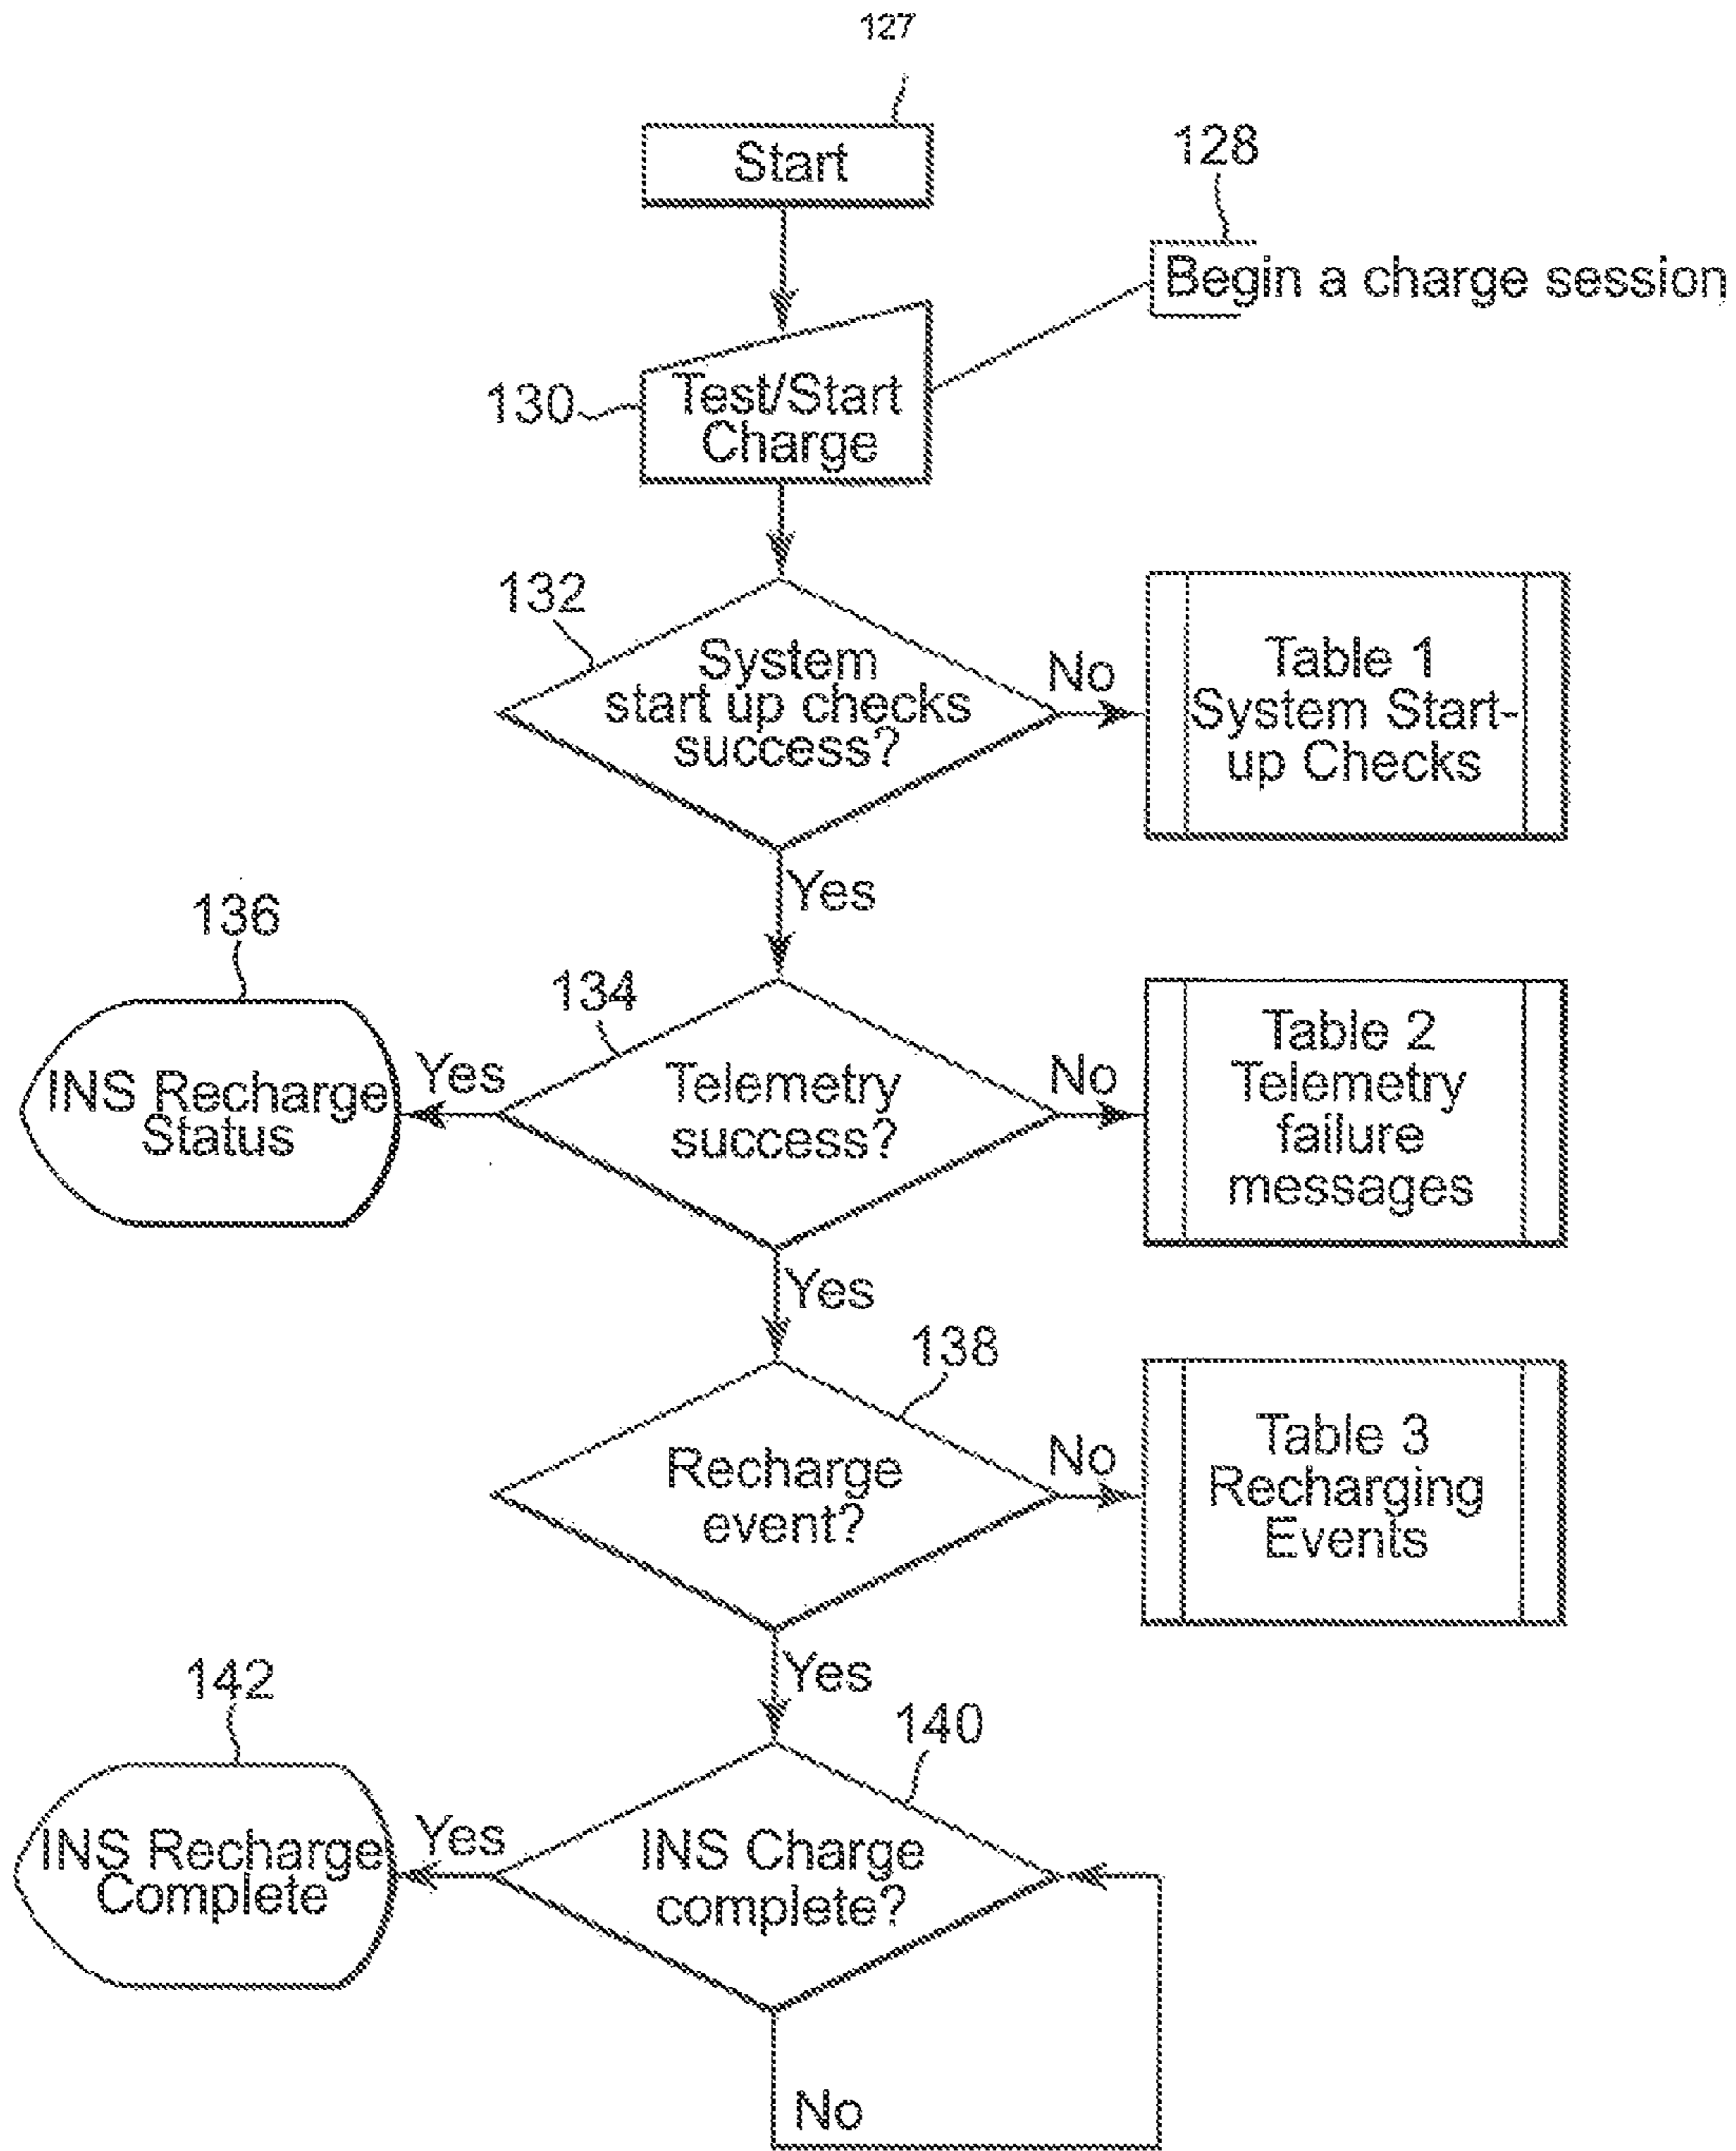 127
Start
128
Begin a charge session
130
Test/Start
Charge
132
System
start up checks
success?
No
Table 1
System Start-
up Checks
Yes
136
INS Recharge
Status
Yes
134
Telemetry
success?
No
Table 2
Telemetry
failure
messages
Yes
138
Recharge
event?
No
Table 3
Recharging
Events
Yes
142
INS Recharge
Complete
Yes
140
INS Charge
complete?
No